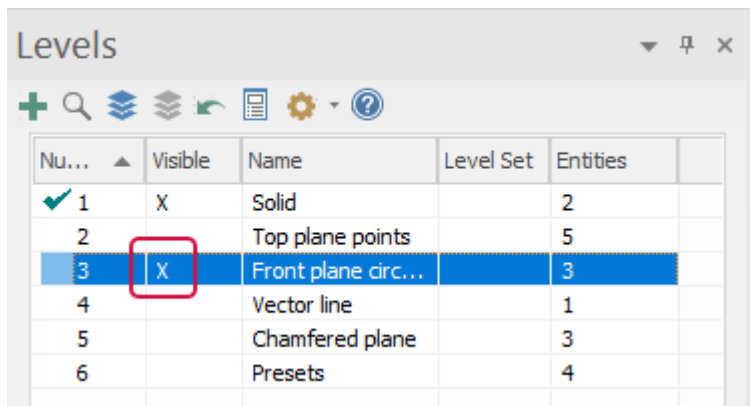 Levels
Nu... Visible Name Level Set Entities
1 X Solid 2
2 Top plane points 5
3 X Front plane circ... 3
4 Vector line 1
5 Chamfered plane 3
6 Presets 4